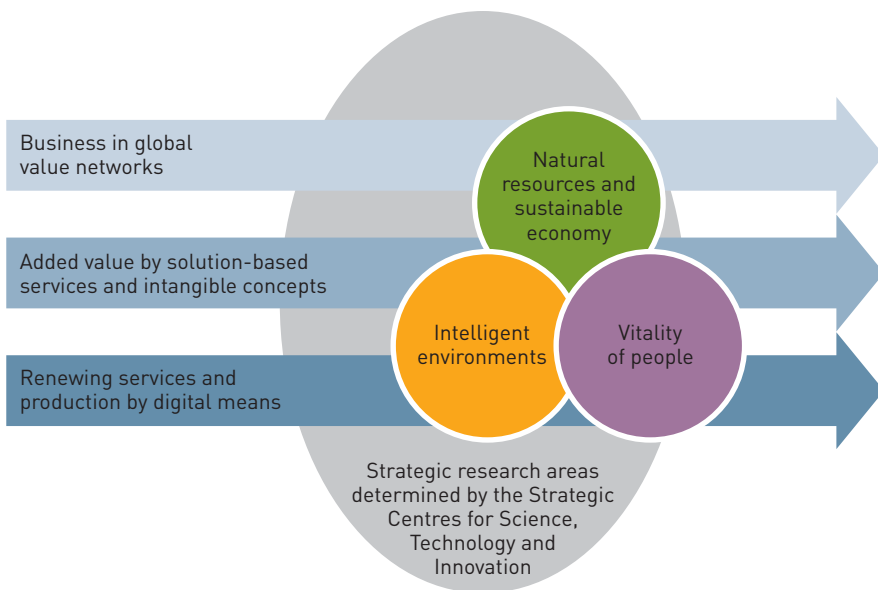 Business in global
value networks
Natural
resources and
sustainable
economy
Added value by solution-based
services and intangible concepts
Intelligent
environments
Vitality
of people
Renewing services and
production by digital means
Strategic research areas
determined by the Strategic
Centres for Science,
Technology and
Innovation